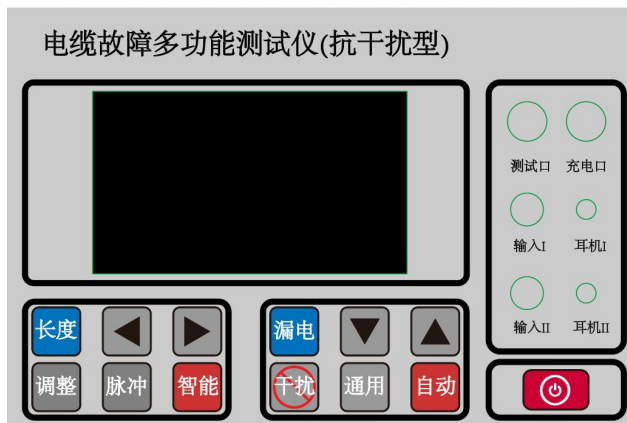 电缆故障多功能测试仪(抗干扰型)
测试口 充电口
输入I 耳机I
输入II 耳机II
长度
漏电
调整 脉冲 智能
干扰 通用 自动